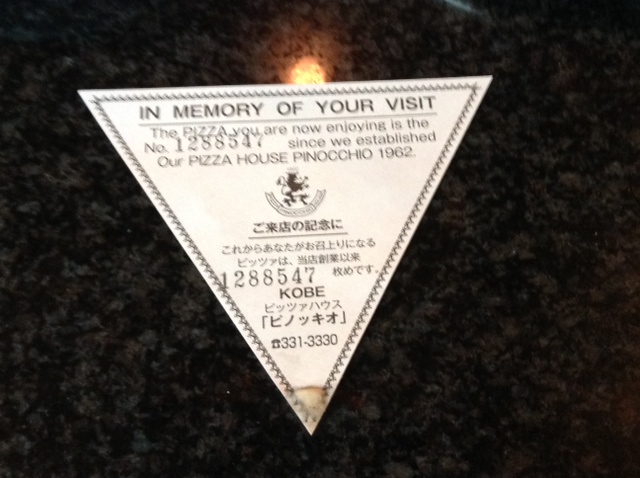 IN MEMORY OF YOUR VISIT
The PIZZA you are now enjoying is the
No. 1288547 since we established
Our PIZZA HOUSE PINOCCHIO 1962.
ご来店の記念に
これからあなたがお召上りになる
ピッツァは、当店創業以来
1288547 枚めです。
KOBE
ピッツァハウス
「ピノッキオ」
☎331-3330